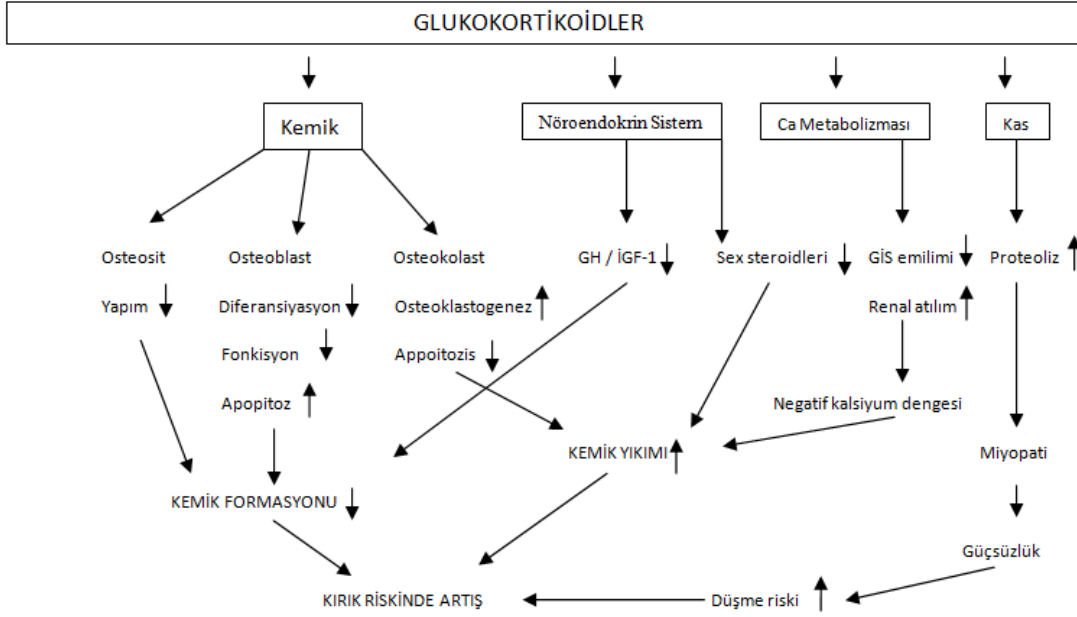 GLUKOKORTİKOİDLER
Kemik
Nöroendokrin Sistem
Ca Metabolizması
Kas
Osteosit
Osteoblast
Osteokolast
GH / İGF-1
Sex steroidleri
GİS emilimi
Proteoliz
Yapım
Diferansiyasyon
Osteoklastogenez
Renal atılım
Fonkisyon
Appoitozis
Apopitoz
Negatif kalsiyum dengesi
KEMİK YIKIMI
Miyopati
KEMİK FORMASYONU
Güçsüzlük
KIRIK RİSKİNDE ARTIŞ
Düşme riski